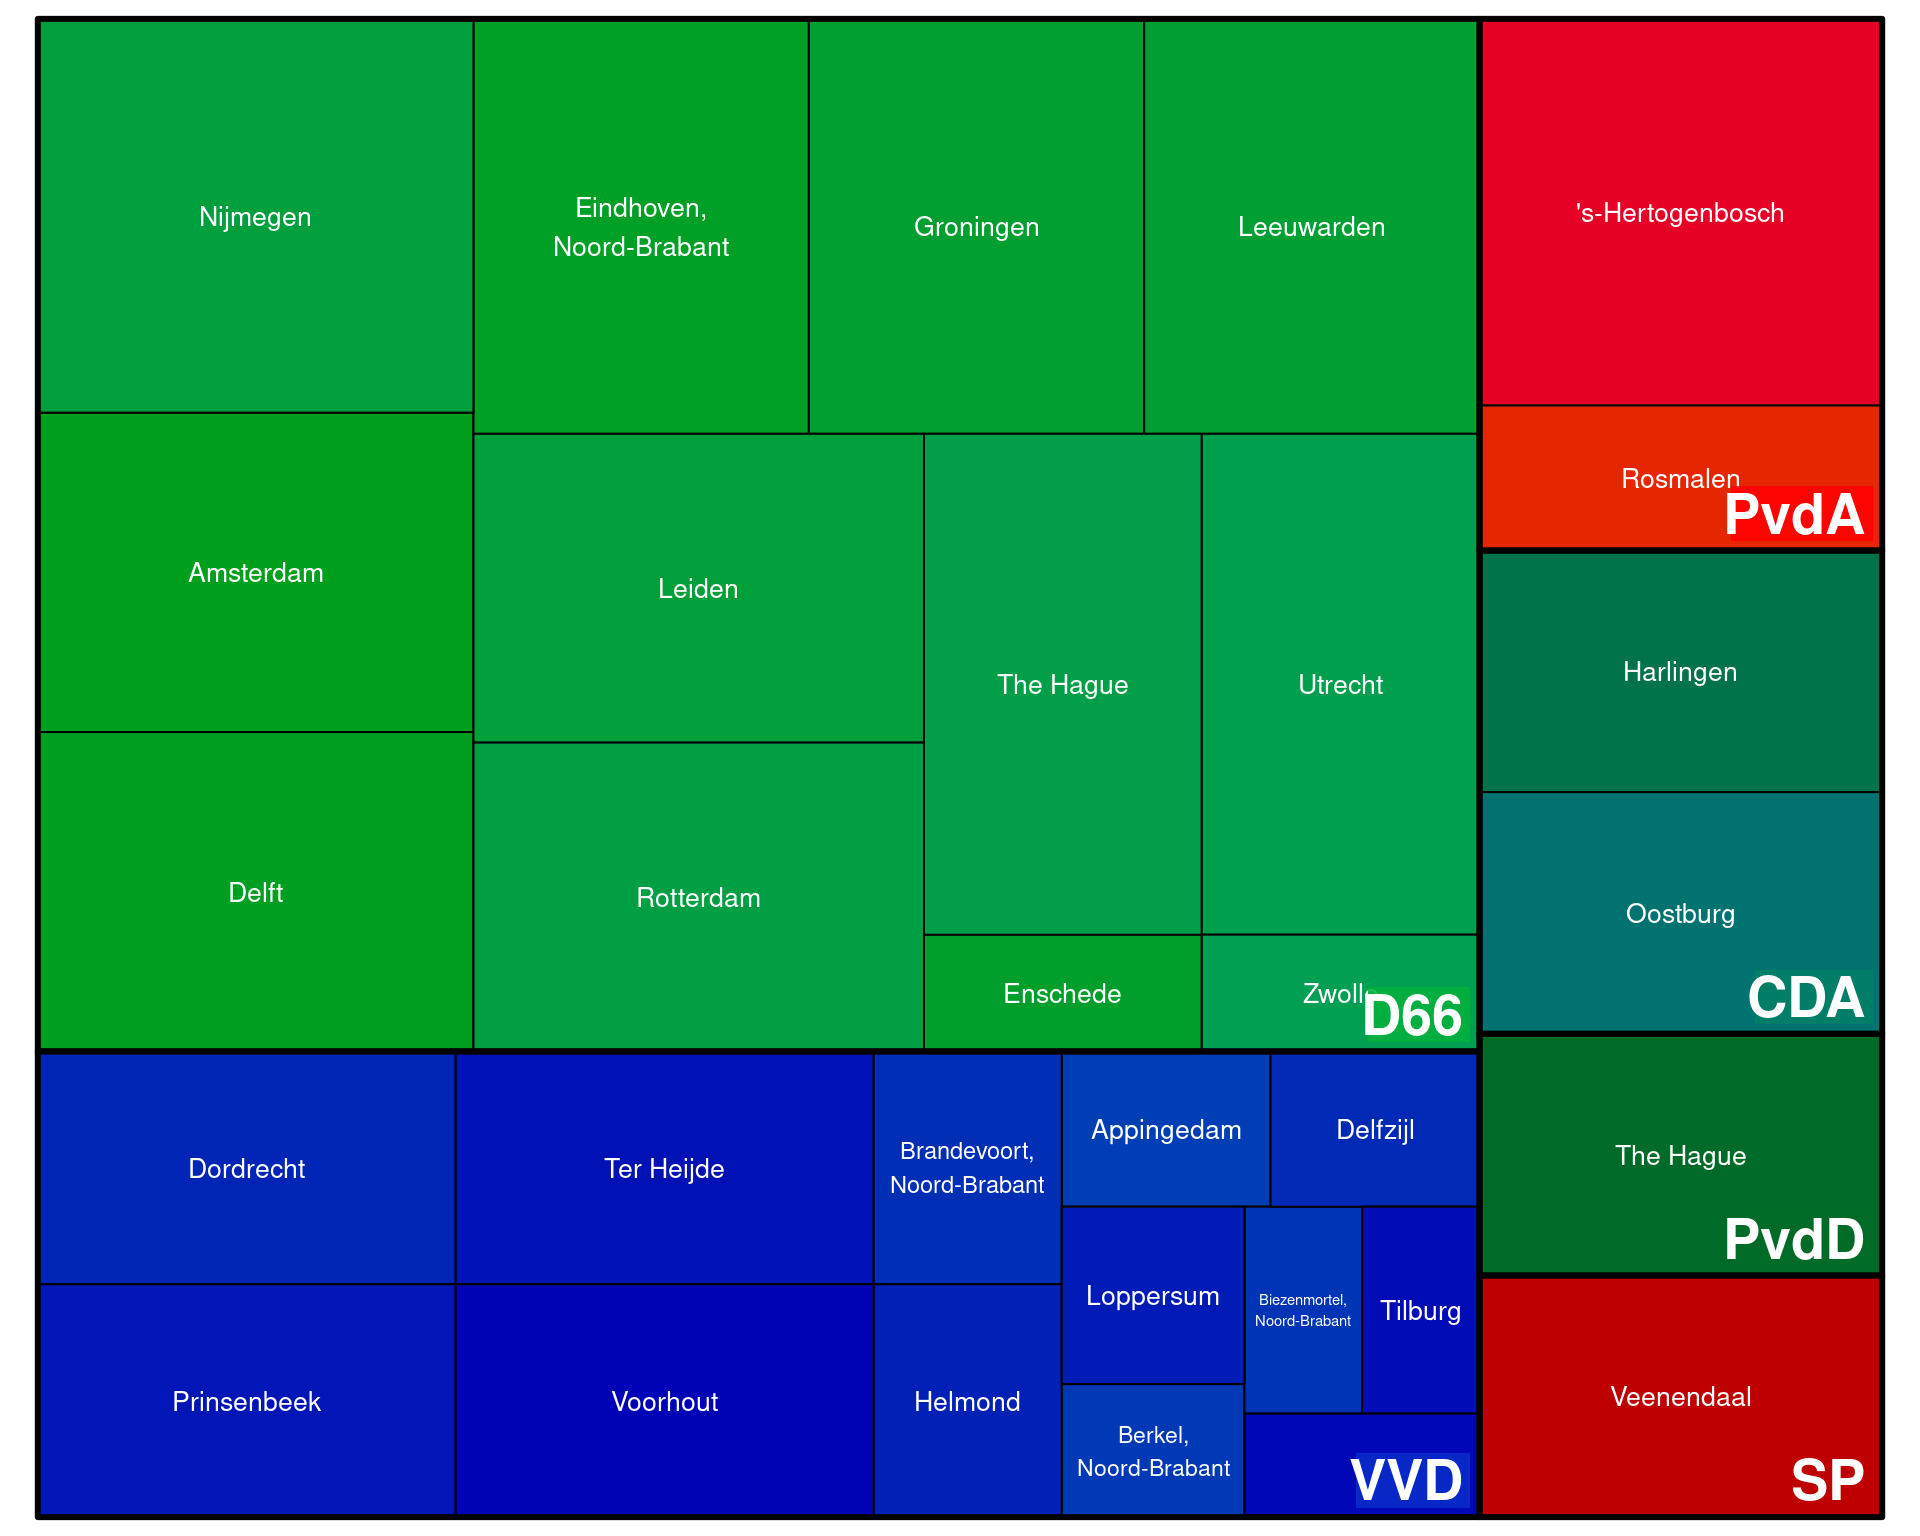 Nijmegen
Eindhoven,
Noord-Brabant
Groningen
Leeuwarden
Amsterdam
Leiden
The Hague
Utrecht
Delft
Rotterdam
Enschede
Zwolle
D66
's-Hertogenbosch
Rosmalen
PvdA
Harlingen
Oostburg
CDA
The Hague
PvdD
Veenendaal
SP
Dordrecht
Ter Heijde
Brandevoort,
Noord-Brabant
Appingedam
Delfzijl
Prinsenbeek
Voorhout
Helmond
Loppersum
Biezenmortel,
Noord-Brabant
Tilburg
Berkel,
Noord-Brabant
VVD